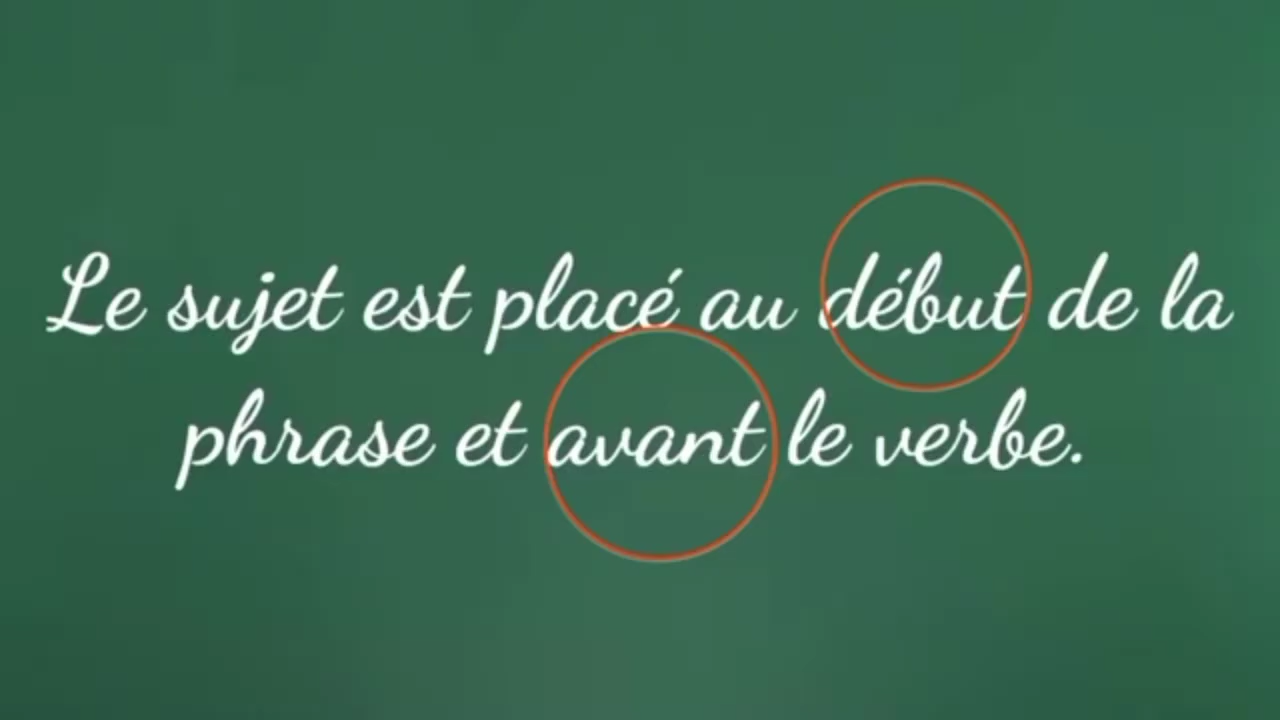 Le sujet est placé au début de la
phrase et avant le verbe.